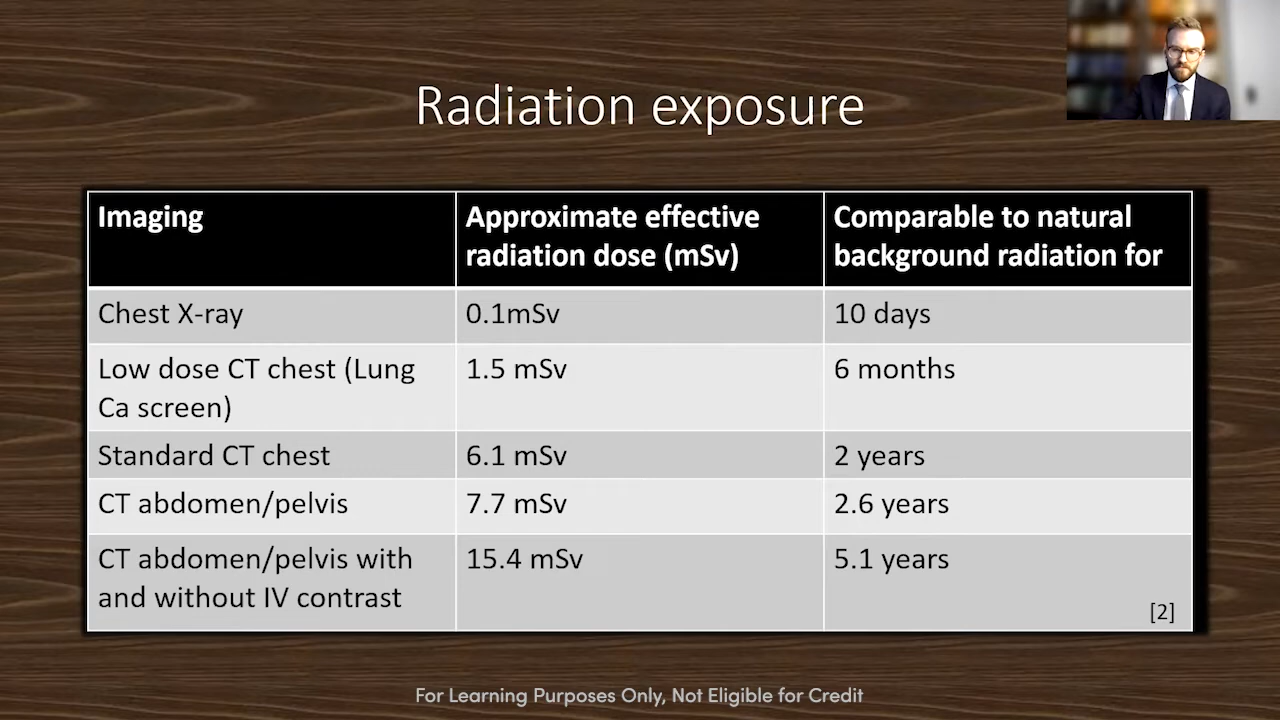 Radiation exposure
Imaging
Approximate effective
radiation dose (mSv)
Comparable to natural
background radiation for
Chest X-ray
0.1mSv
10 days
Low dose CT chest (Lung
Ca screen)
1.5 mSv
6 months
Standard CT chest
6.1 mSv
2 years
CT abdomen/pelvis
7.7 mSv
2.6 years
CT abdomen/pelvis with
and without IV contrast
15.4 mSv
5.1 years
[2]
For Learning Purposes Only, Not Eligible for Credit